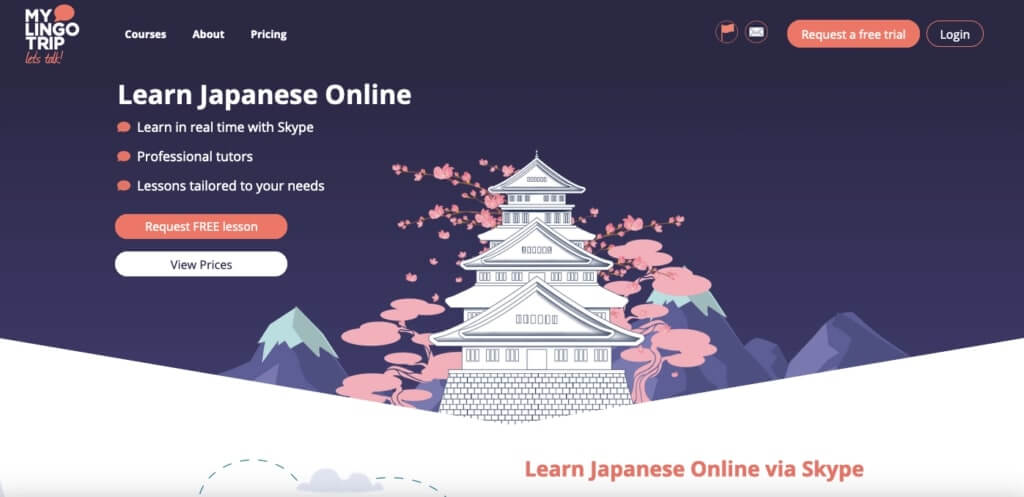 MY
LINGO
TRIP
lets talk!
Courses
About
Pricing
Request a free trial
Login
Learn Japanese Online
Learn in real time with Skype
Professional tutors
Lessons tailored to your needs
Request FREE lesson
View Prices
Learn Japanese Online via Skype